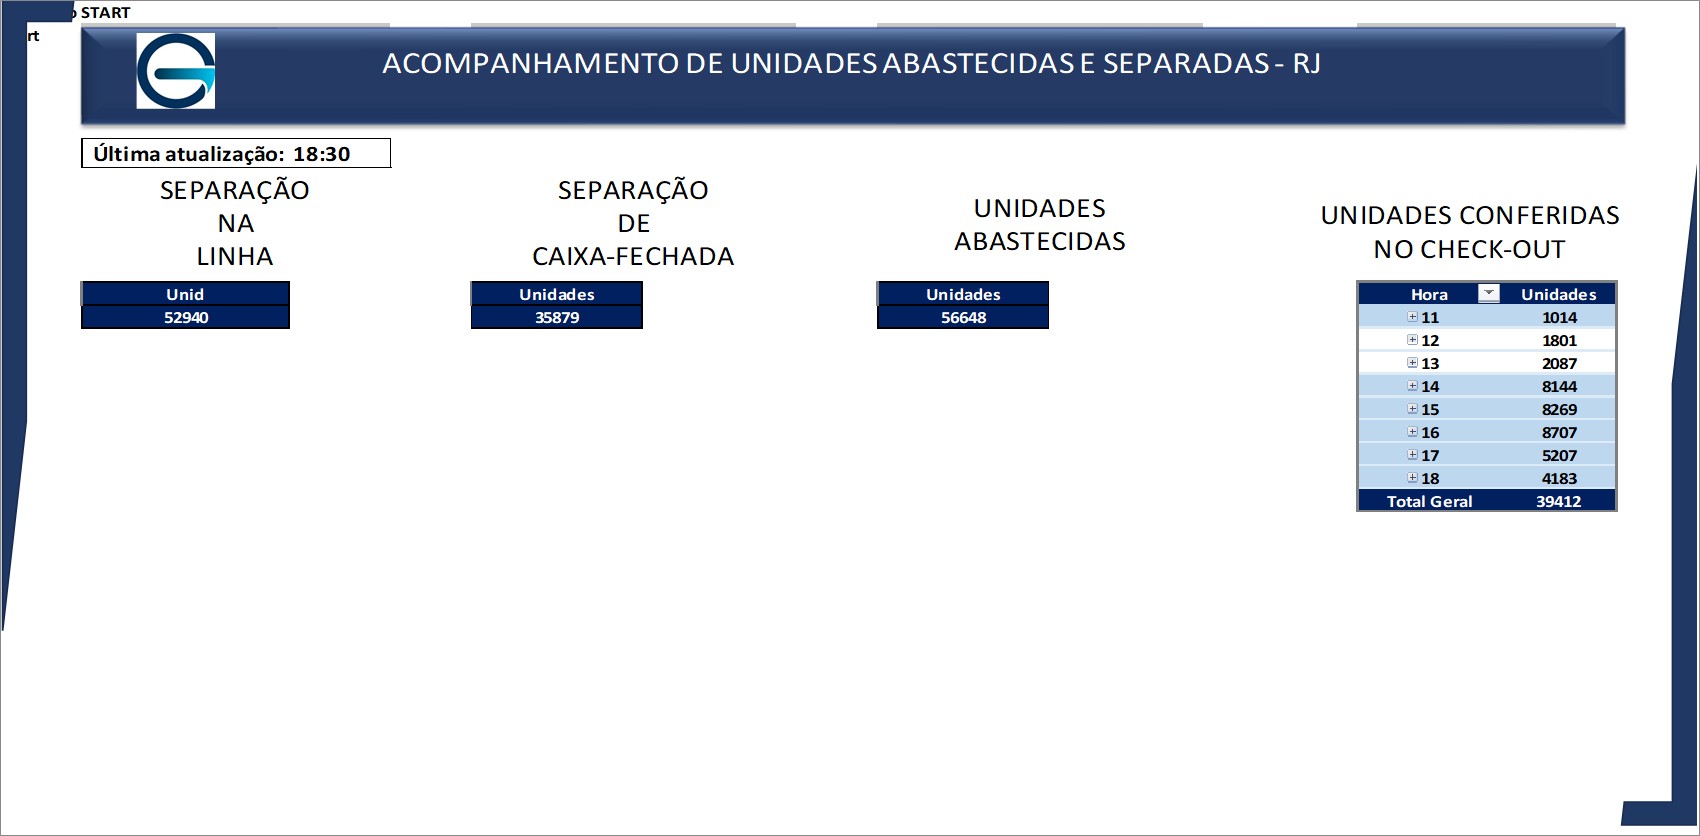 START
rt
ACOMPANHAMENTO DE UNIDADES ABASTECIDAS E SEPARADAS - RJ
Última atualização: 18:30
SEPARAÇÃO
NA
LINHA
Unid
52940
SEPARAÇÃO
DE
CAIXA-FECHADA
Unidades
35879
UNIDADES
ABASTECIDAS
Unidades
56648
UNIDADES CONFERIDAS
NO CHECK-OUT
Hora Unidades
11 1014
12 1801
13 2087
14 8144
15 8269
16 8707
17 5207
18 4183
Total Geral 39412